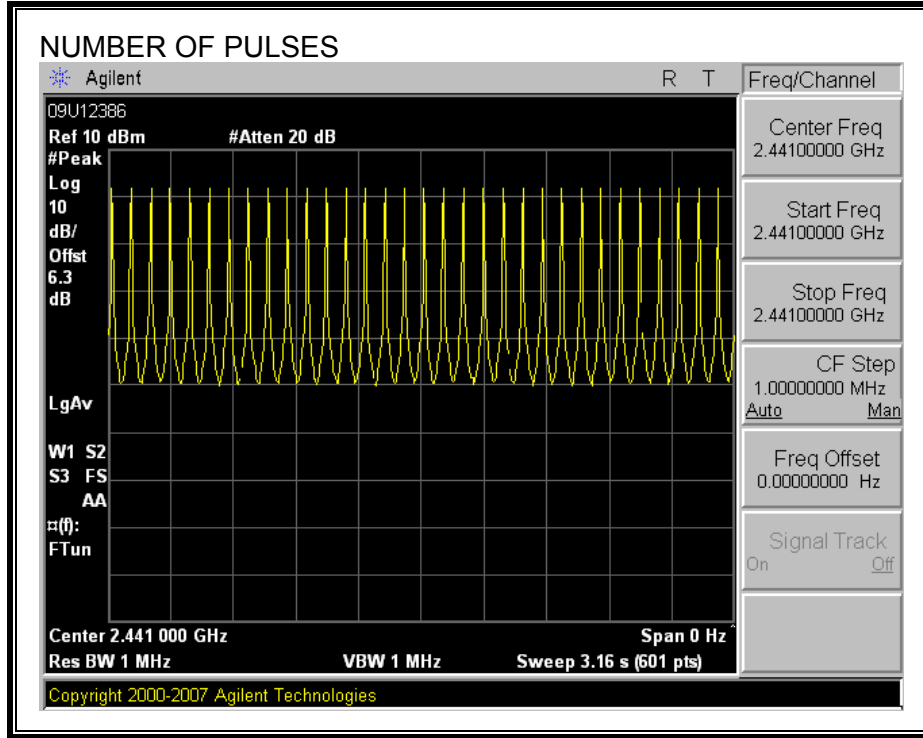 NUMBER OF PULSES
Agilent R T Freq/Channel
09U12386
Ref 10 dBm #Atten 20 dB
#Peak
Log
10
dB/
Offst
6.3
dB
LgAv
W1 S2
S3 FS
AA
¤(f):
FTun
Center 2.441 000 GHz Span 0 Hz^
Res BW 1 MHz VBW 1 MHz Sweep 3.16 s (601 pts)
Copyright 2000-2007 Agilent Technologies
Center Freq
2.44100000 GHz
Start Freq
2.44100000 GHz
Stop Freq
2.44100000 GHz
CF Step
1.00000000 MHz
Auto Man
Freq Offset
0.00000000 Hz
Signal Track
On Off